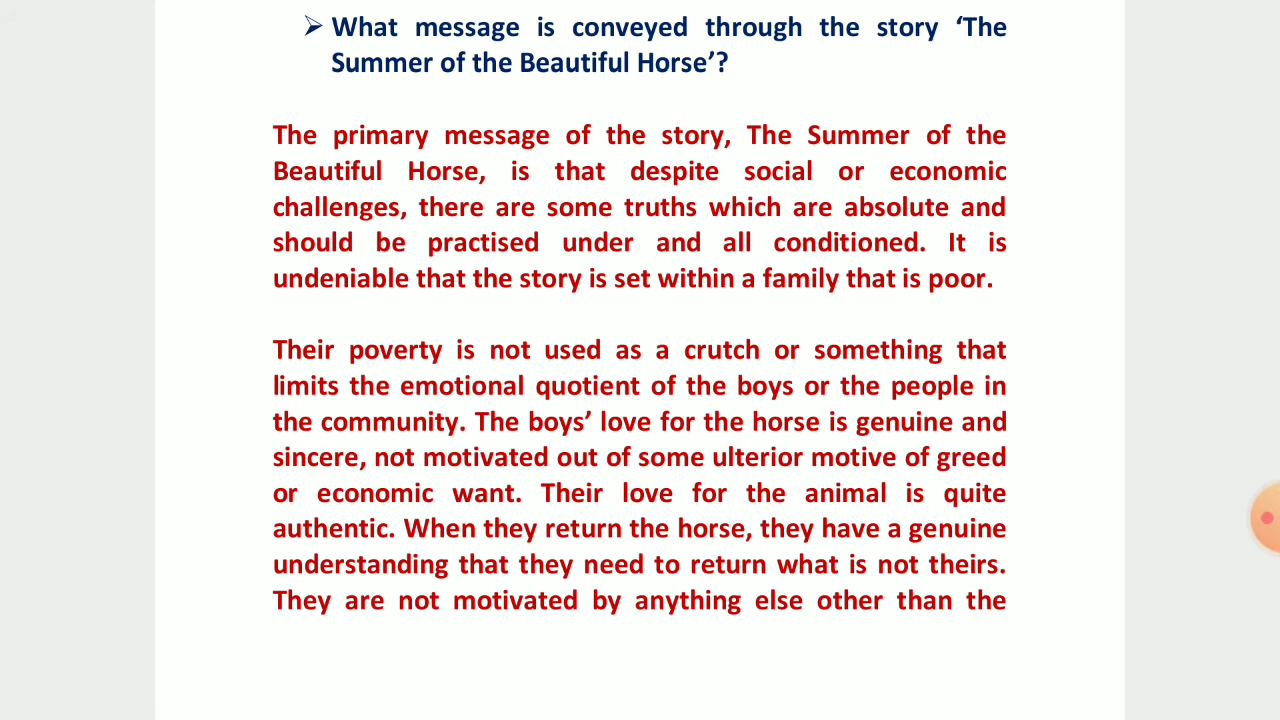 ➢ What message is conveyed through the story ‘The
Summer of the Beautiful Horse’?
The primary message of the story, The Summer of the
Beautiful Horse, is that despite social or economic
challenges, there are some truths which are absolute and
should be practised under and all conditioned. It is
undeniable that the story is set within a family that is poor.
Their poverty is not used as a crutch or something that
limits the emotional quotient of the boys or the people in
the community. The boys’ love for the horse is genuine and
sincere, not motivated out of some ulterior motive of greed
or economic want. Their love for the animal is quite
authentic. When they return the horse, they have a genuine
understanding that they need to return what is not theirs.
They are not motivated by anything else other than the